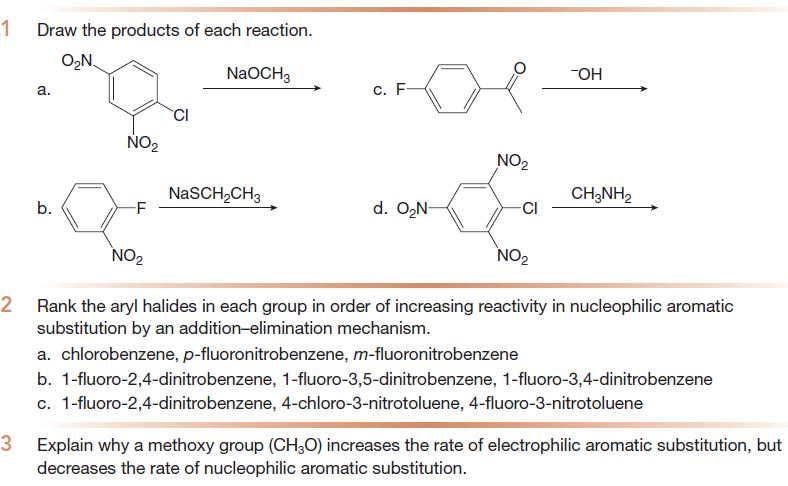 1 Draw the products of each reaction.
a. O₂N Cl NO₂ NaOCH₃
c. F O ⁻OH
b. F NO₂ NaSCH₂CH₃
d. O₂N NO₂ Cl NO₂ CH₃NH₂
2 Rank the aryl halides in each group in order of increasing reactivity in nucleophilic aromatic
substitution by an addition–elimination mechanism.
a. chlorobenzene, p-fluoronitrobenzene, m-fluoronitrobenzene
b. 1-fluoro-2,4-dinitrobenzene, 1-fluoro-3,5-dinitrobenzene, 1-fluoro-3,4-dinitrobenzene
c. 1-fluoro-2,4-dinitrobenzene, 4-chloro-3-nitrotoluene, 4-fluoro-3-nitrotoluene
3 Explain why a methoxy group (CH₃O) increases the rate of electrophilic aromatic substitution, but
decreases the rate of nucleophilic aromatic substitution.